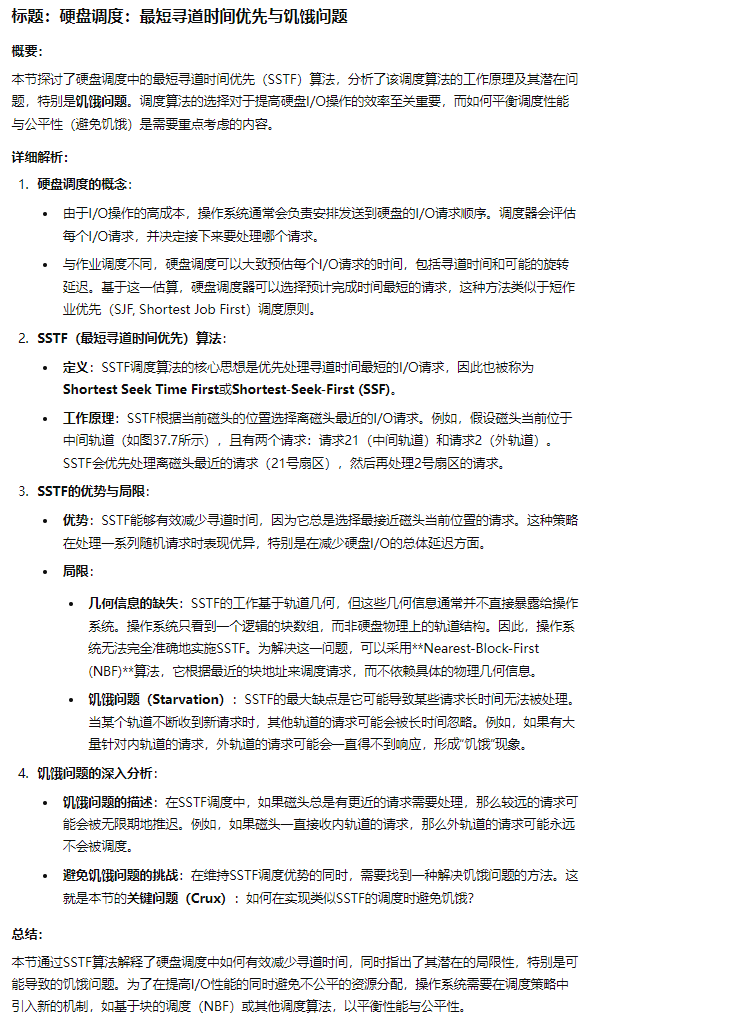 标题：硬盘调度：最短寻道时间优先与饥饿问题
概要：
本节探讨了硬盘调度中的最短寻道时间优先（SSTF）算法，分析了该调度算法的工作原理及其潜在问
题，特别是饥饿问题。调度算法的选择对于提高硬盘I/O操作的效率至关重要，而如何平衡调度性能
与公平性（避免饥饿）是需要重点考虑的内容。
详细解析：
1. 硬盘调度的概念：
• 由于I/O操作的高成本，操作系统通常会负责安排发送到硬盘的I/O请求顺序。调度器会评估
每个I/O请求，并决定接下来要处理哪个请求。
• 与作业调度不同，硬盘调度可以大致预估每个I/O请求的时间，包括寻道时间和可能的旋转
延迟。基于这一估算，硬盘调度器可以选择预计完成时间最短的请求，这种方法类似于短作
业优先（SJF, Shortest Job First）调度原则。
2. SSTF（最短寻道时间优先）算法：
• 定义：SSTF调度算法的核心思想是优先处理寻道时间最短的I/O请求，因此也被称为
Shortest Seek Time First或Shortest-Seek-First (SSF)。
• 工作原理：SSTF根据当前磁头的位置选择离磁头最近的I/O请求。例如，假设磁头当前位于
中间轨道（如图37.7所示），且有两个请求：请求21（中间轨道）和请求2（外轨道）。
SSTF会优先处理离磁头最近的请求（21号扇区），然后再处理2号扇区的请求。
3. SSTF的优势与局限：
• 优势：SSTF能够有效减少寻道时间，因为它总是选择最接近磁头当前位置的请求。这种策略
在处理一系列随机请求时表现优异，特别是在减少硬盘I/O的总体延迟方面。
• 局限：
• 几何信息的缺失：SSTF的工作基于轨道几何，但这些几何信息通常并不直接暴露给操作
系统。操作系统只看到一个逻辑的块数组，而非硬盘物理上的轨道结构。因此，操作系
统无法完全准确地实施SSTF。为解决这一问题，可以采用**Nearest-Block-First
(NBF)**算法，它根据最近的块地址来调度请求，而不依赖具体的物理几何信息。
• 饥饿问题（Starvation）：SSTF的最大缺点是它可能导致某些请求长时间无法被处理。
当某个轨道不断收到新请求时，其他轨道的请求可能会被长时间忽略。例如，如果有大
量针对内轨道的请求，外轨道的请求可能会一直得不到响应，形成“饥饿”现象。
4. 饥饿问题的深入分析：
• 饥饿问题的描述：在SSTF调度中，如果磁头总是有更近的请求需要处理，那么较远的请求可
能会被无限期地推迟。例如，如果磁头一直接收内轨道的请求，那么外轨道的请求可能永远
不会被调度。
• 避免饥饿问题的挑战：在维持SSTF调度优势的同时，需要找到一种解决饥饿问题的方法。这
就是本节的关键问题（Crux）：如何在实现类似SSTF的调度时避免饥饿？
总结：
本节通过SSTF算法解释了硬盘调度中如何有效减少寻道时间，同时指出了其潜在的局限性，特别是可
能导致的饥饿问题。为了在提高I/O性能的同时避免不公平的资源分配，操作系统需要在调度策略中
引入新的机制，如基于块的调度（NBF）或其他调度算法，以平衡性能与公平性。